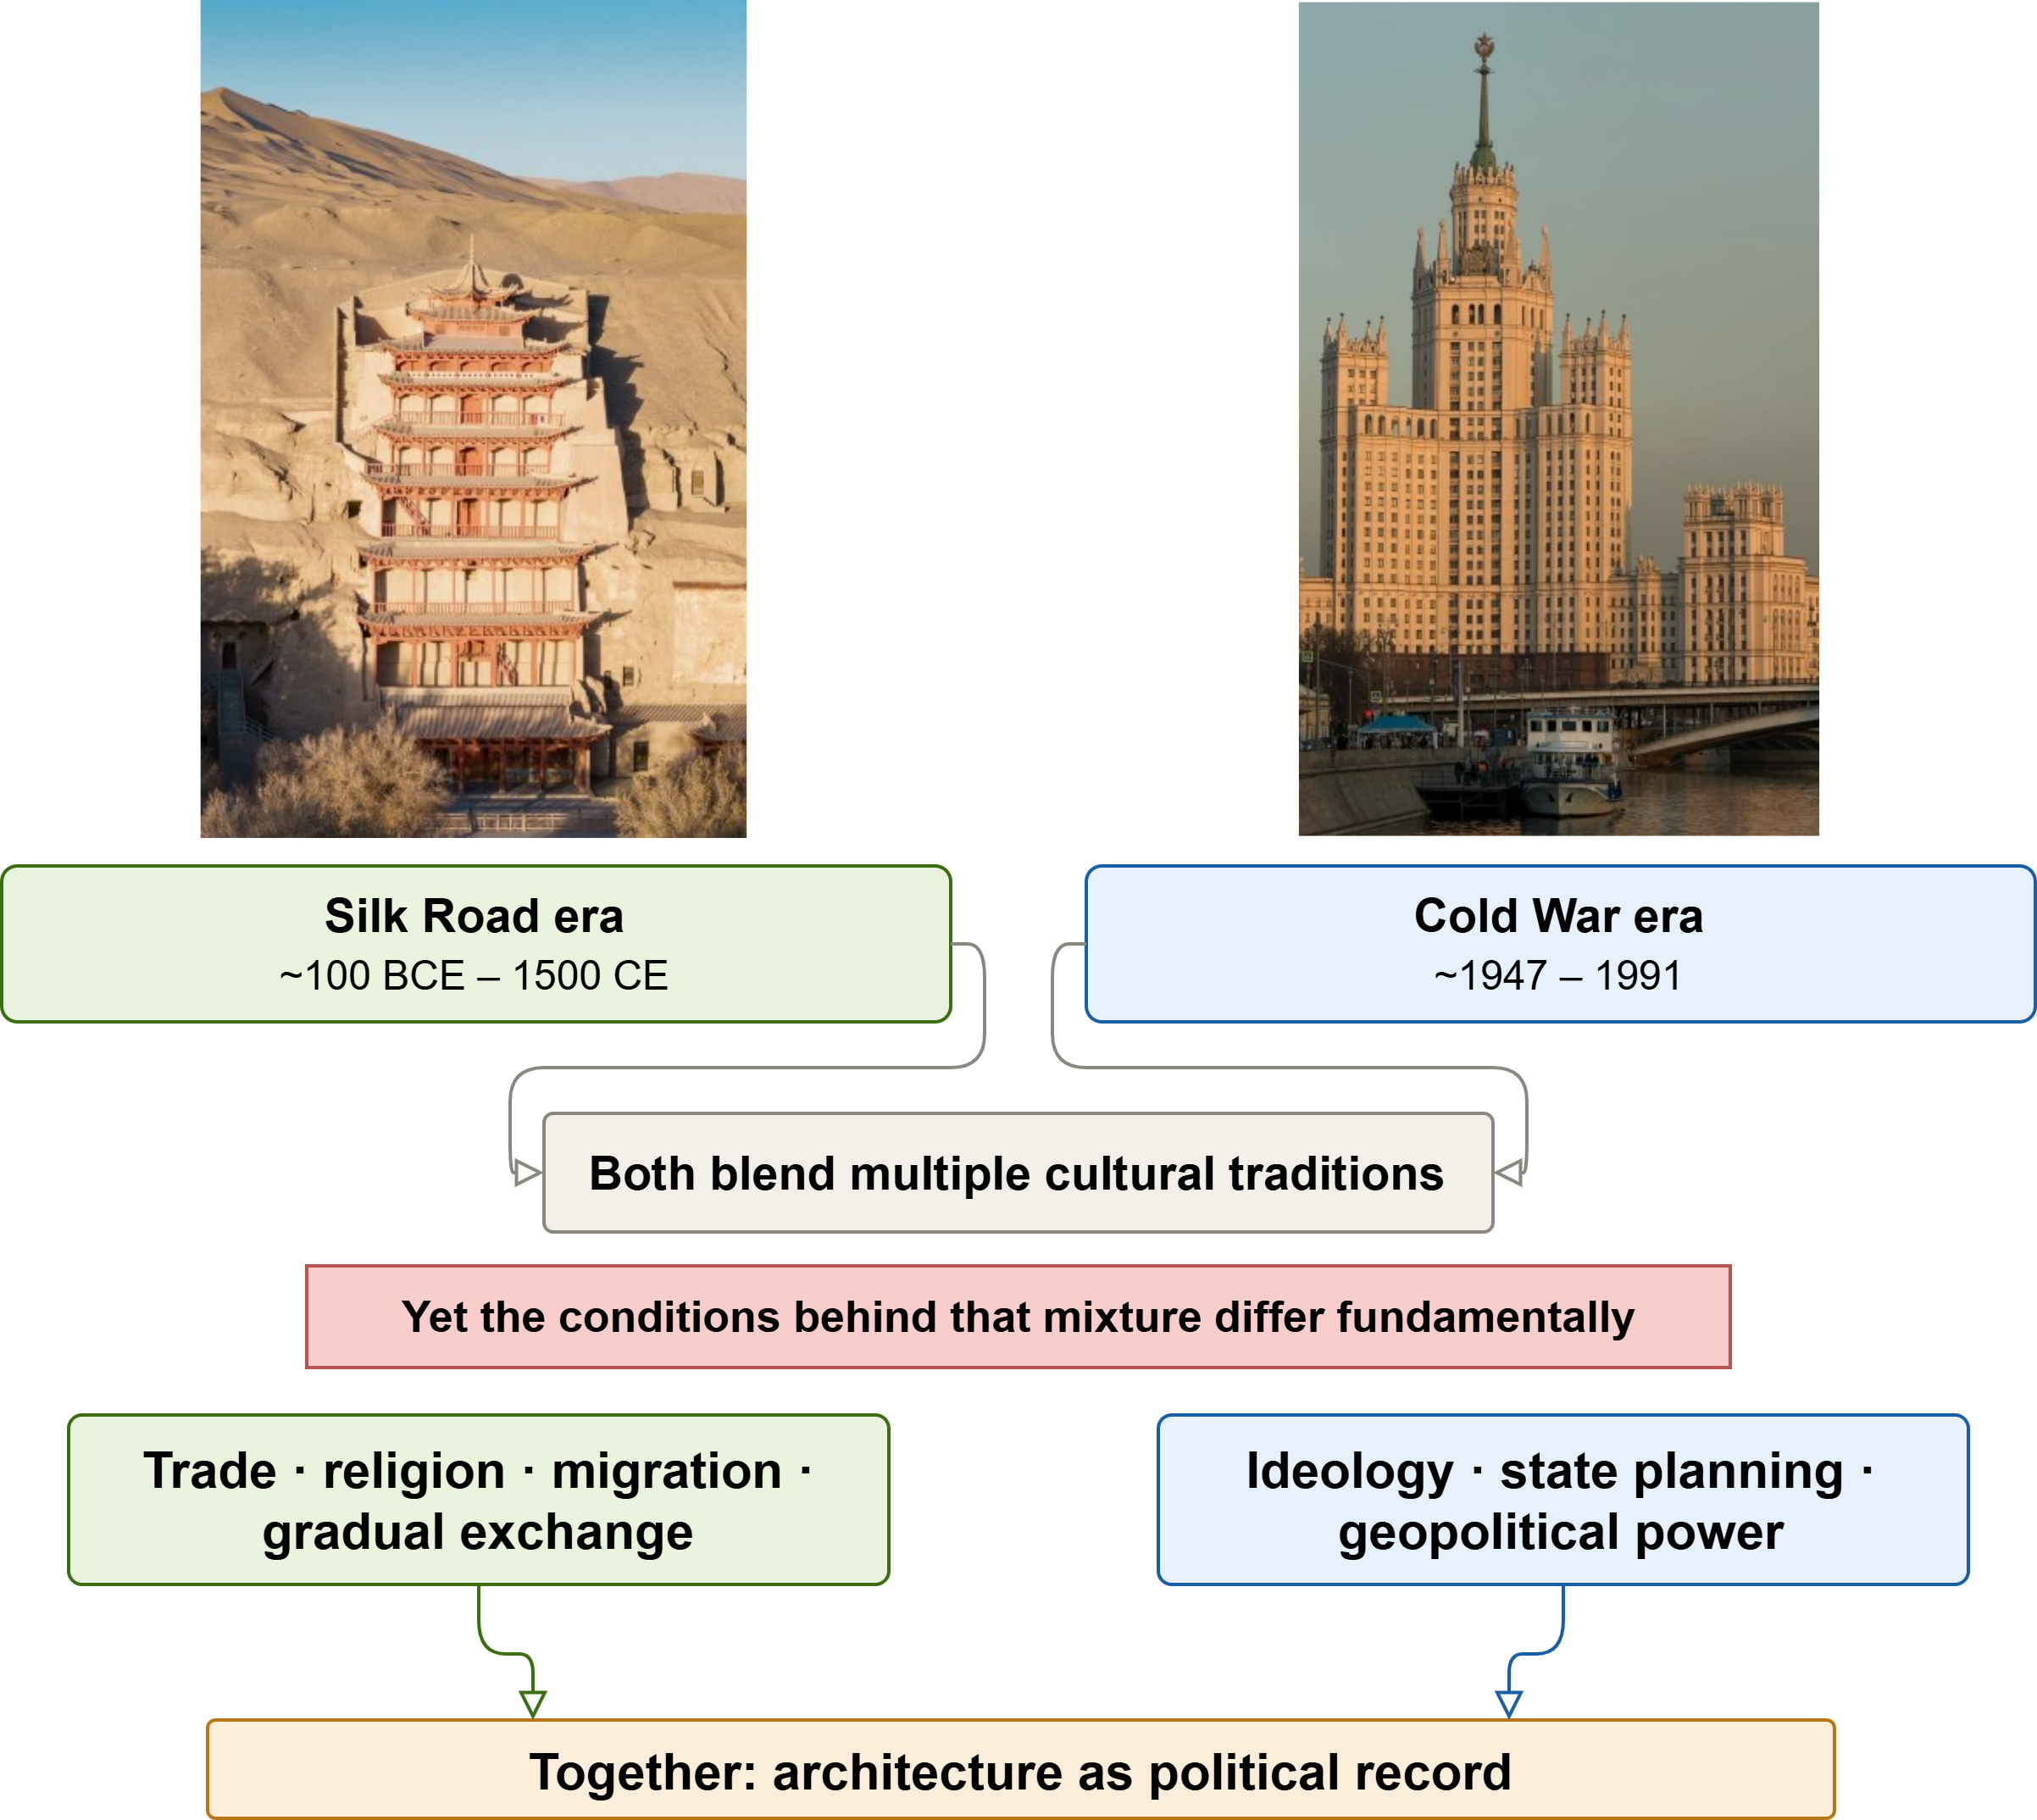 Silk Road era
~100 BCE – 1500 CE
Cold War era
~1947 – 1991
Both blend multiple cultural traditions
Yet the conditions behind that mixture differ fundamentally
Trade · religion · migration ·
gradual exchange
Ideology · state planning ·
geopolitical power
Together: architecture as political record